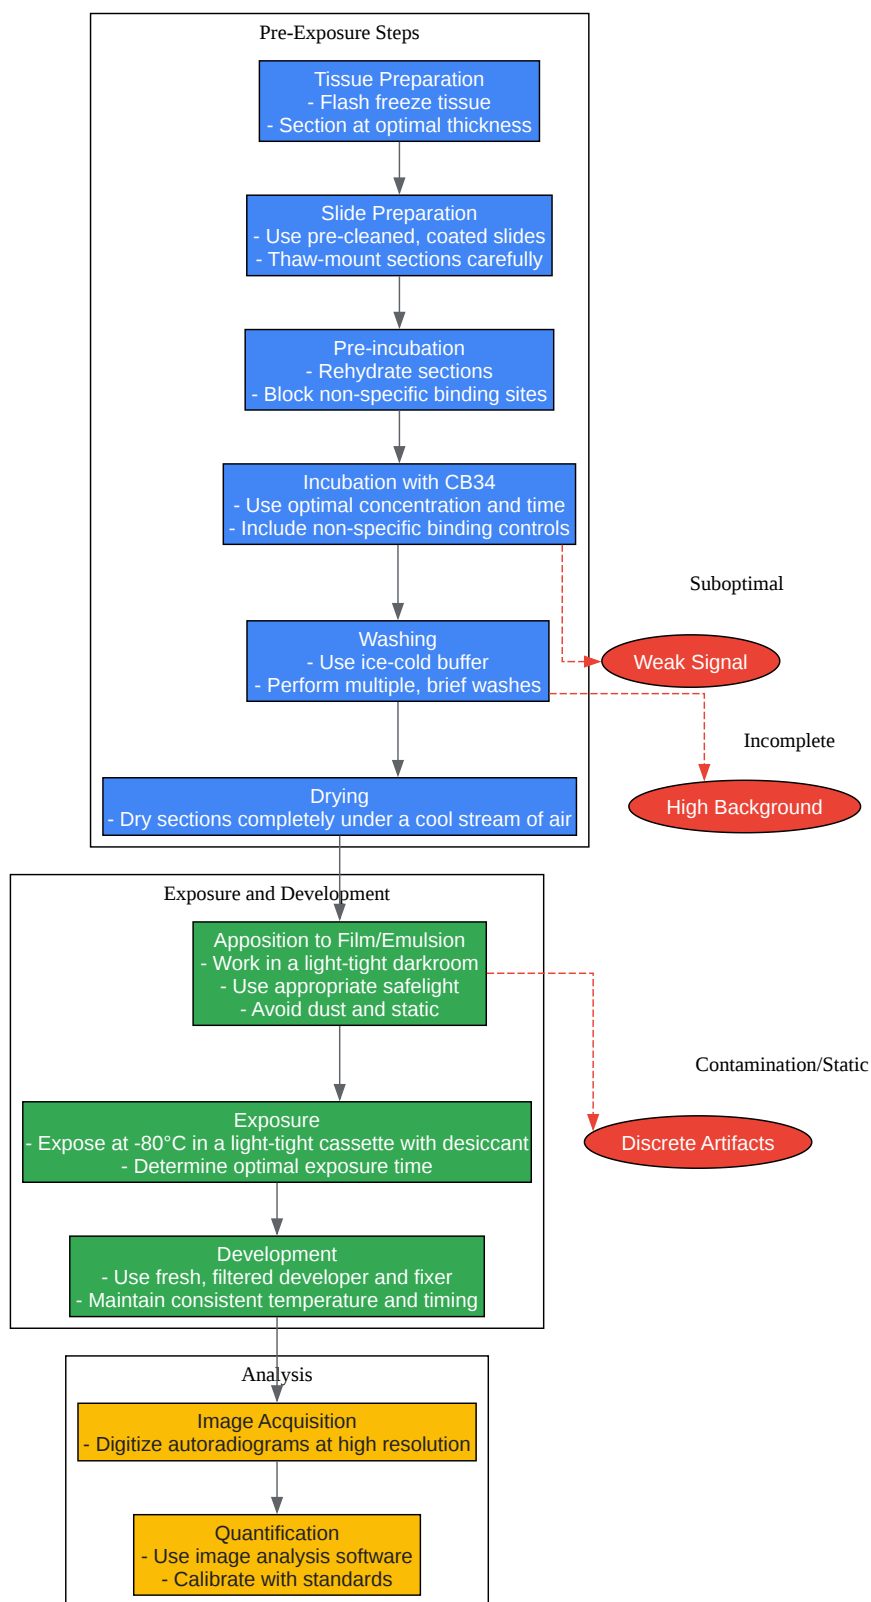 Pre-Exposure Steps
Tissue Preparation
- Flash freeze tissue
- Section at optimal thickness
Slide Preparation
- Use pre-cleaned, coated slides
- Thaw-mount sections carefully
Pre-incubation
- Rehydrate sections
- Block non-specific binding sites
Incubation with CB34
- Use optimal concentration and time
- Include non-specific binding controls
Suboptimal
Washing
- Use ice-cold buffer
- Perform multiple, brief washes
Weak Signal
Incomplete
Drying
- Dry sections completely under a cool stream of air
High Background
Exposure and Development
Apposition to Film/Emulsion
- Work in a light-tight darkroom
- Use appropriate safelight
- Avoid dust and static
Contamination/Static
Exposure
- Expose at -80°C in a light-tight cassette with desiccant
- Determine optimal exposure time
Discrete Artifacts
Development
- Use fresh, filtered developer and fixer
- Maintain consistent temperature and timing
Analysis
Image Acquisition
- Digitize autoradiograms at high resolution
Quantification
- Use image analysis software
- Calibrate with standards